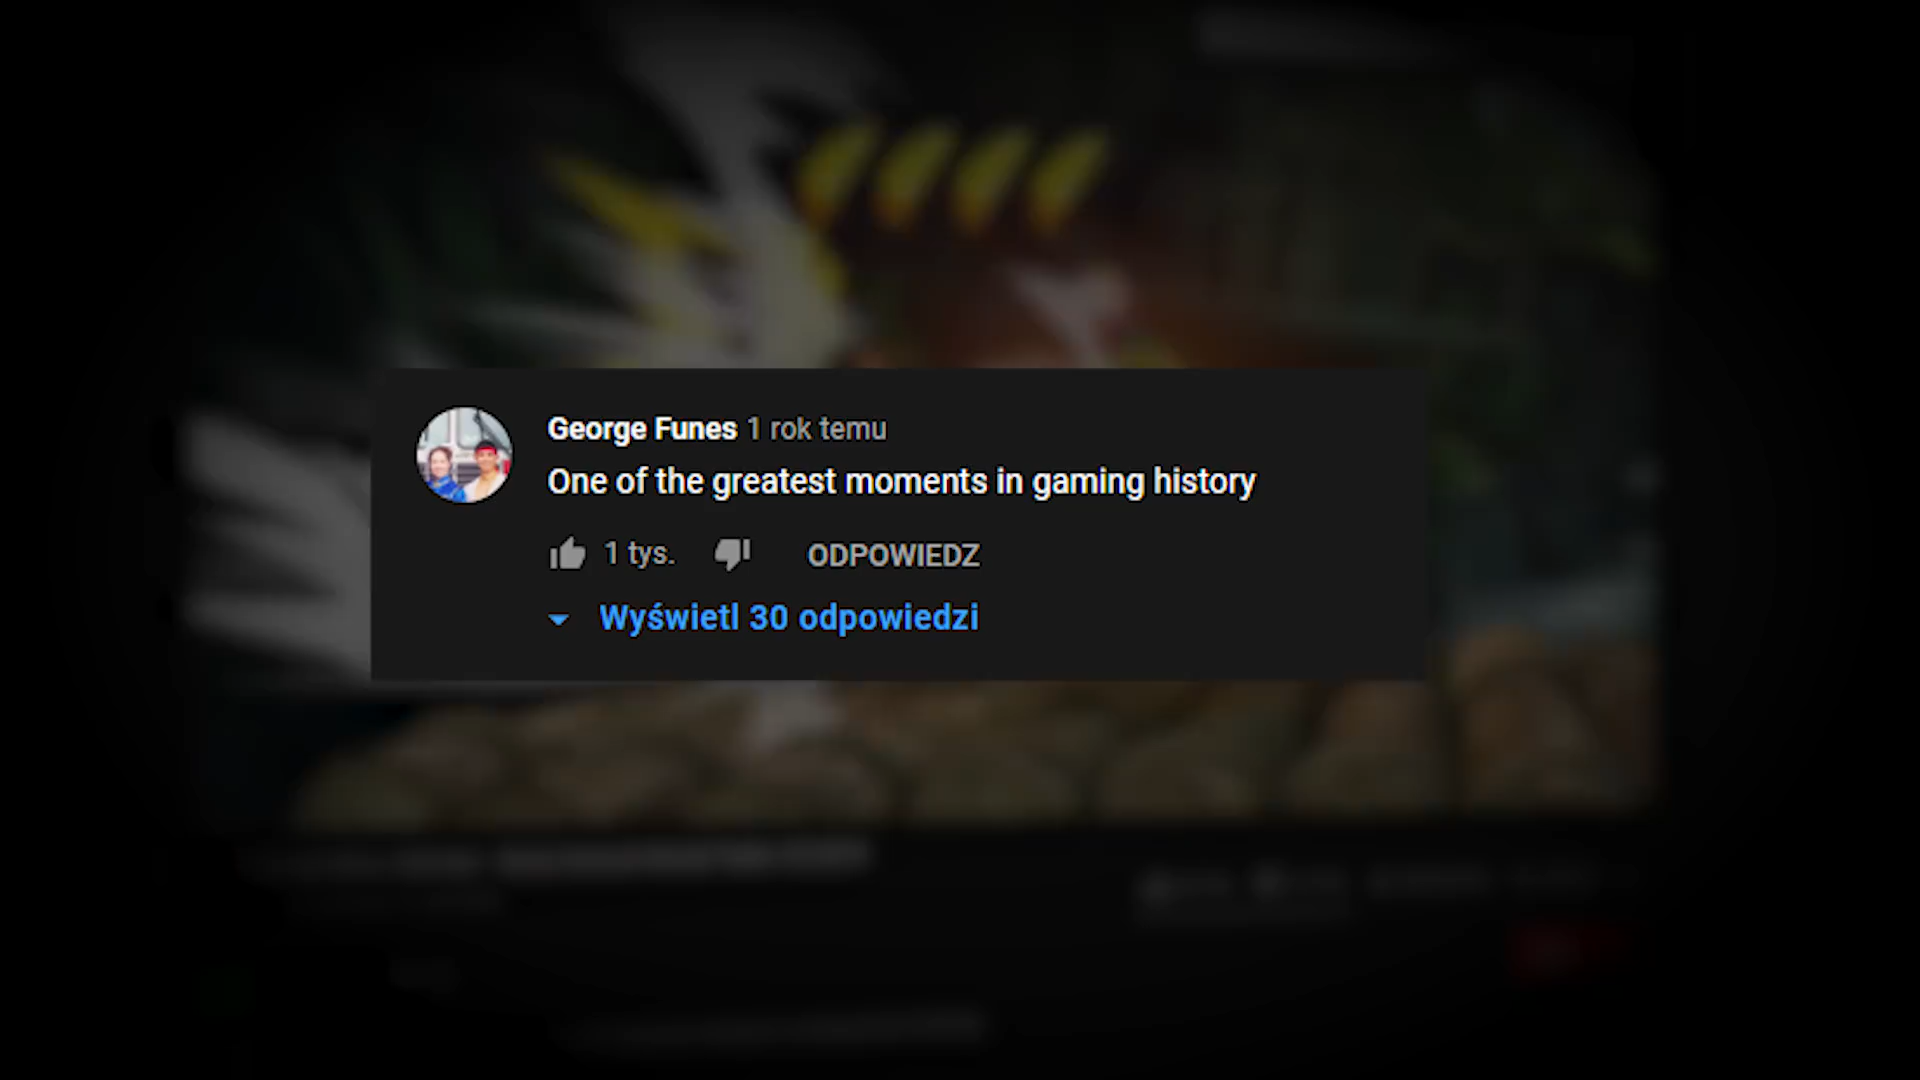 George Funes 1 rok temu
One of the greatest moments in gaming history
1 tys. ODPOWIEDZ
Wyświetl 30 odpowiedzi